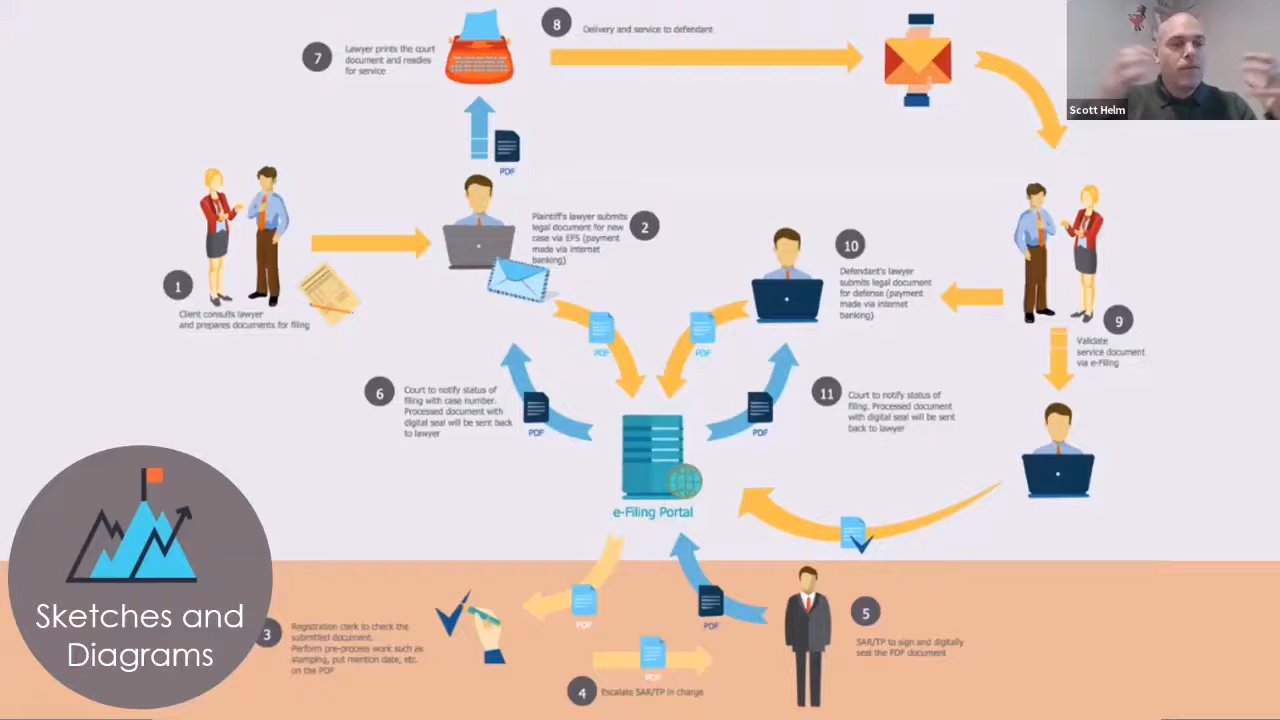 8
Delivery and service to defendant
7
Lawyer prints the court
document and readies
for service
Scott Helm
PDF
Plaintiff's lawyer submits
legal document for new
case via EFS (payment
made via internet
banking)
2
10
Defendant's lawyer
submits legal document
for defense (payment
made via internet
banking)
1
Client consults lawyer
and prepares documents for filing
9
Validate
service document
via e-Filing
PDF
PDF
6
Court to notify status of
filing with case number.
Processed document with
digital seal will be sent back
to lawyer
PDF
PDF
11
Court to notify status of
filing. Processed document
with digital seal will be sent
back to lawyer
e-Filing Portal
Sketches and
Diagrams
3
Registration clerk to check the
submitted document.
Perform pre-process work such as
stamping, put mention date, etc.
on the PDF
PDF
PDF
5
SAR/TP to sign and digitally
seal the PDF document
PDF
4
Escalate SAR/TP in charge